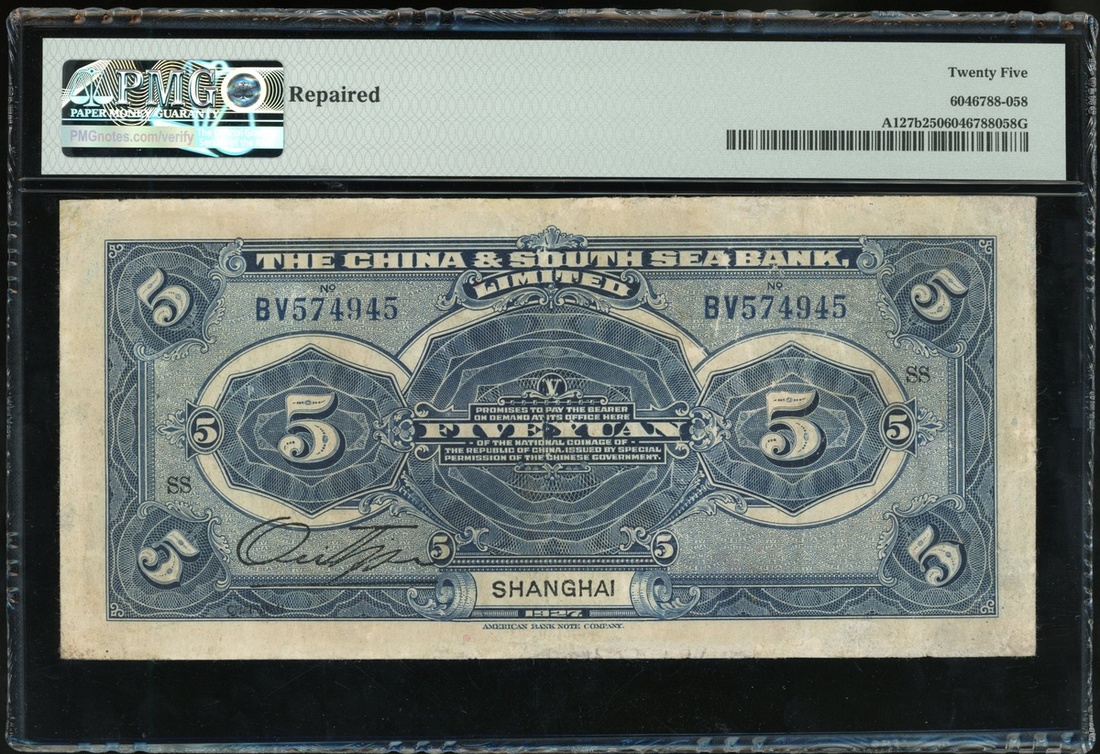 PMG
PAPER MONEY GUARANTY
PMGnotes.com/verify
Repaired
Twenty Five
6046788-058
A127b2506046788058G
THE CHINA & SOUTH SEA BANK,
LIMITED
5 5
No No
BV574945 BV574945
SS
V
PROMISES TO PAY THE BEARER
ON DEMAND AT ITS OFFICE HERE
5 5 FIVE YUAN 5 5
OF THE NATIONAL COINAGE OF
THE REPUBLIC OF CHINA. ISSUED BY SPECIAL
PERMISSION OF THE CHINESE GOVERNMENT.
SS
5 5 5 5
SHANGHAI
1927
AMERICAN BANK NOTE COMPANY.